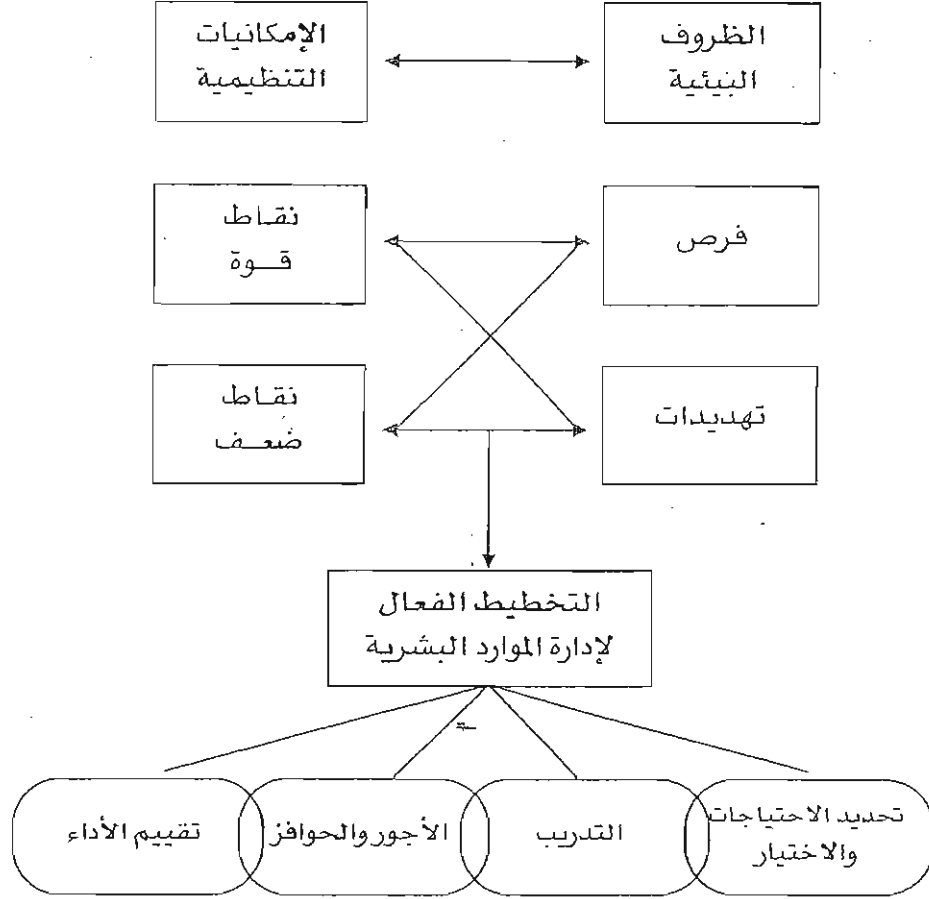 الظروف
البيئية
الإمكانيات
التنظيمية
فرص
نقاط
قوة
تهديدات
نقاط
ضعف
التخطيط الفعال
لإدارة الموارد البشرية
تحديد الاحتياجات
والاختيار
التدريب
الأجور والحوافز
تقييم الأداء